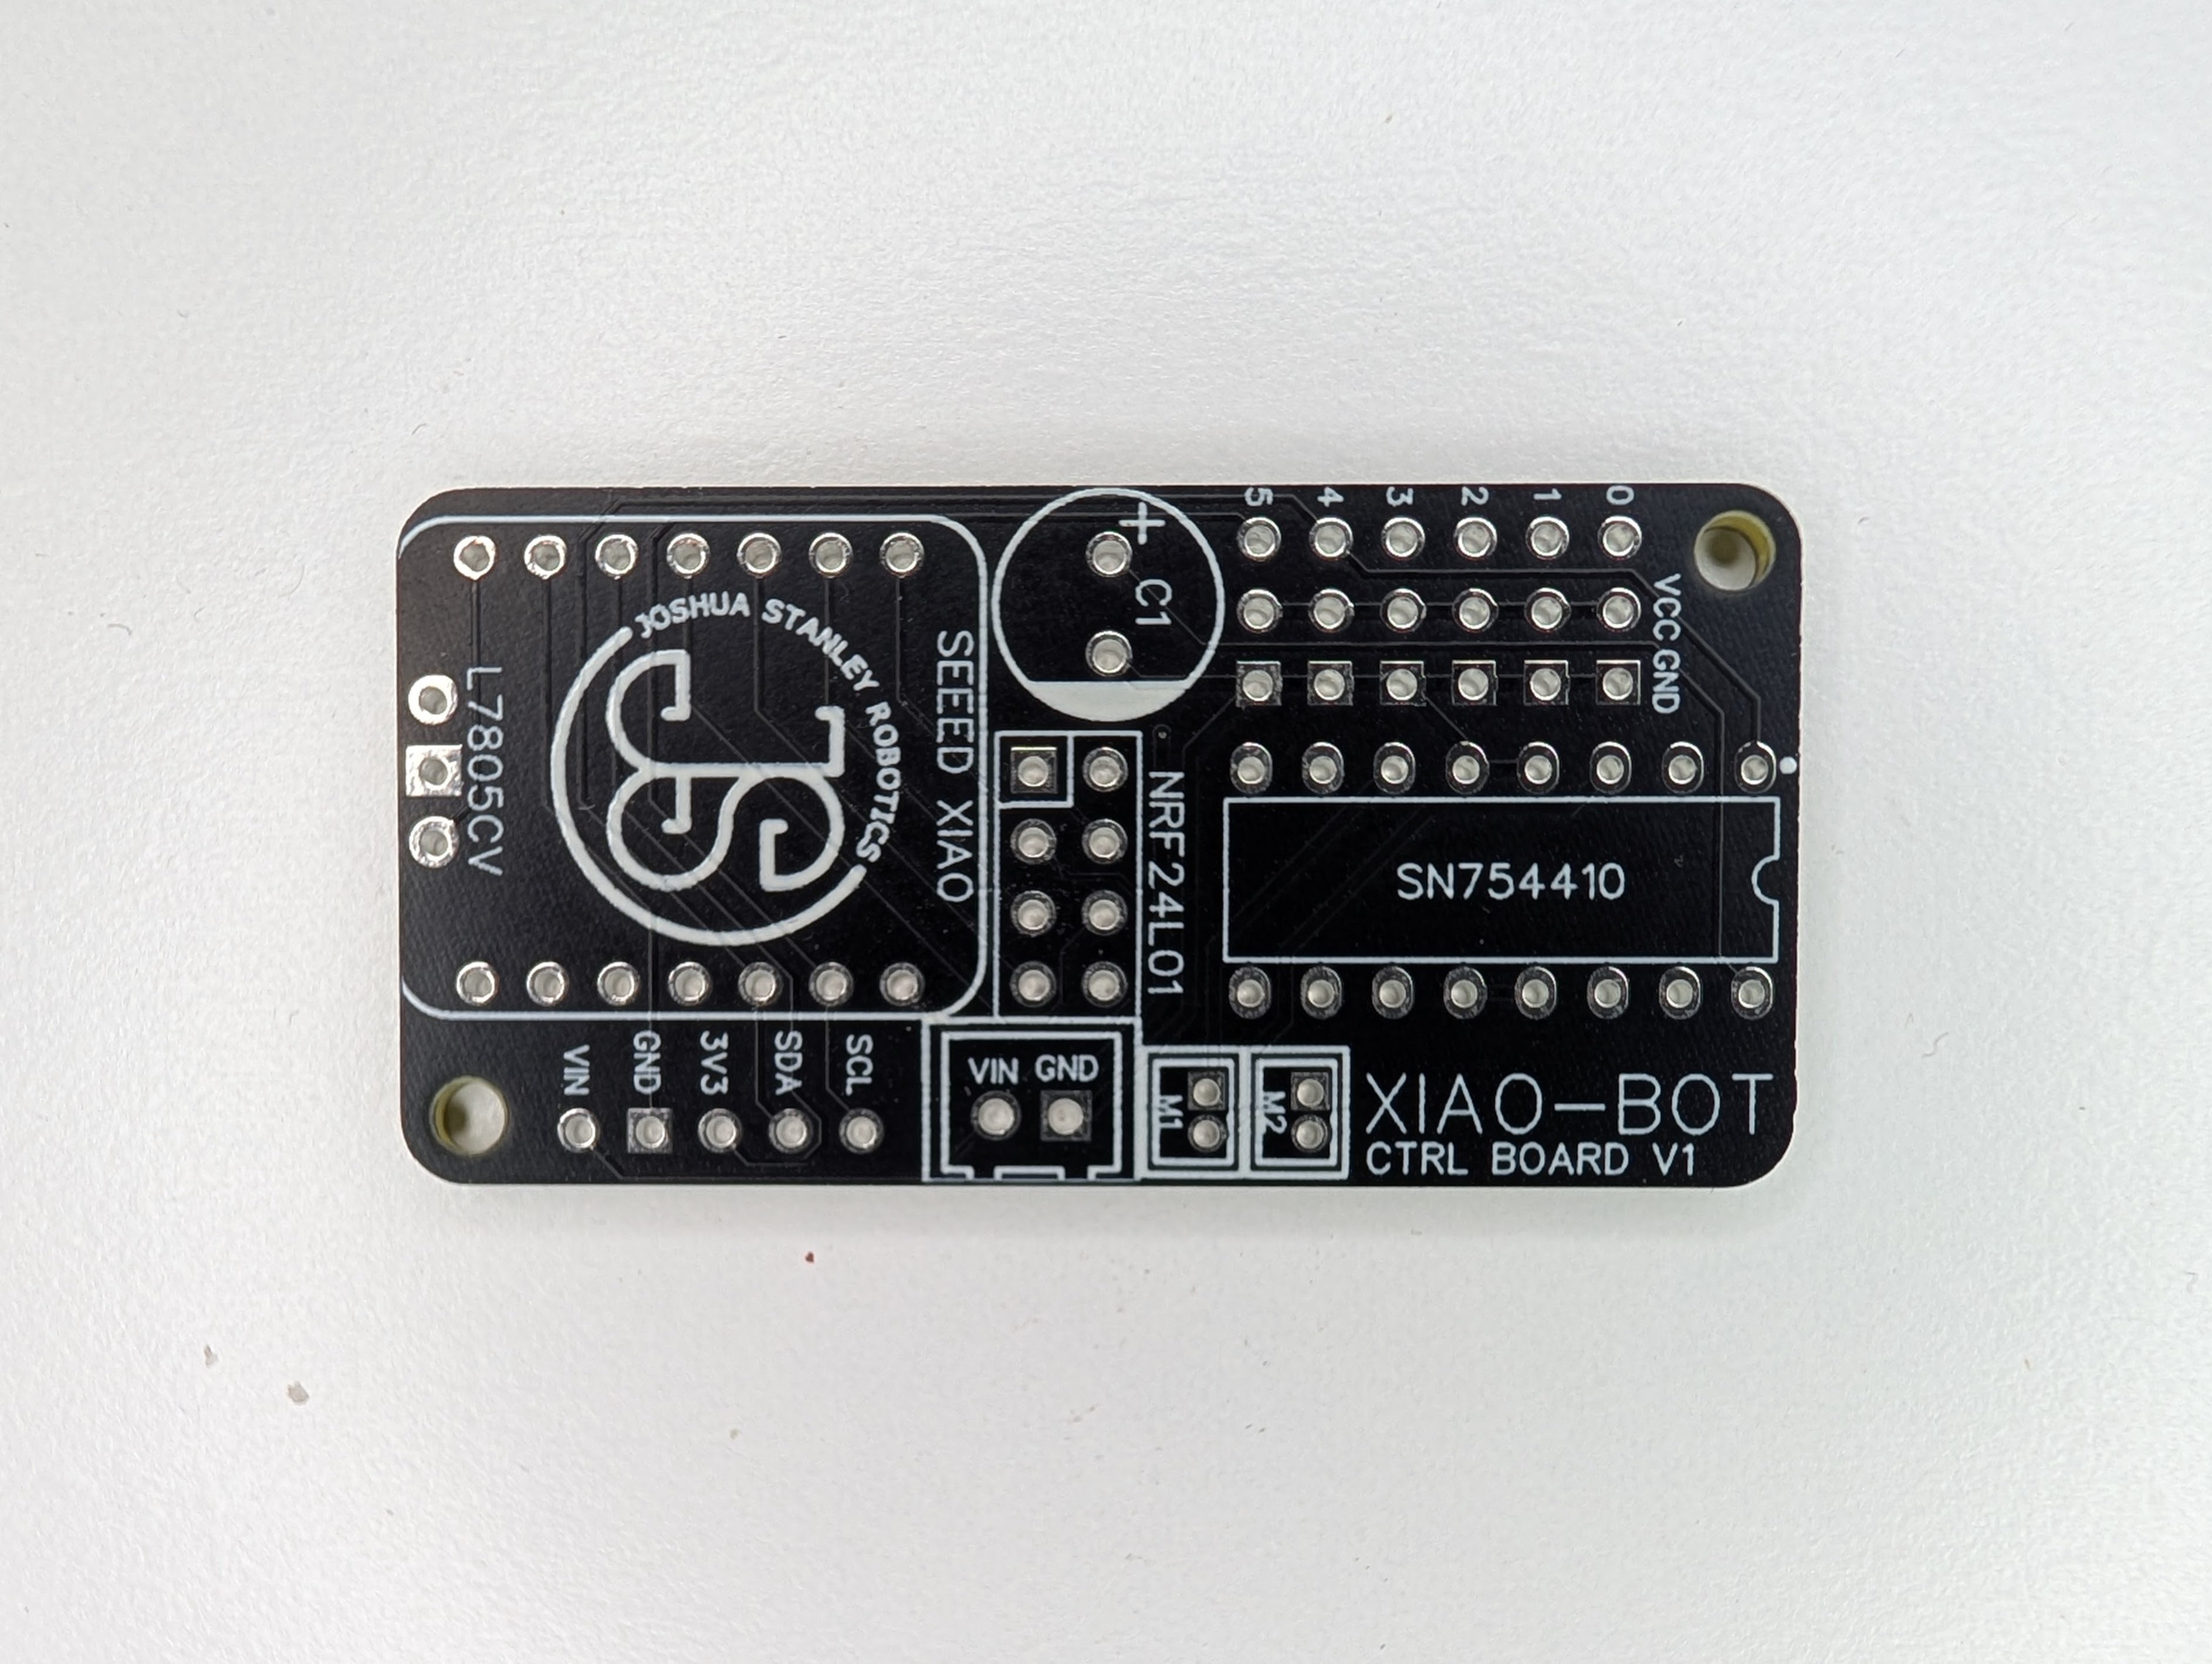 5 4 3 2 1 0
+
C1
VCC
GND
JOSHUA STANLEY ROBOTICS
SEEED XIAO
L7805CV
NRF24L01
SN754410
VIN
GND
3V3
SDA
SCL
VIN GND
M1
M2
XIAO-BOT
CTRL BOARD V1